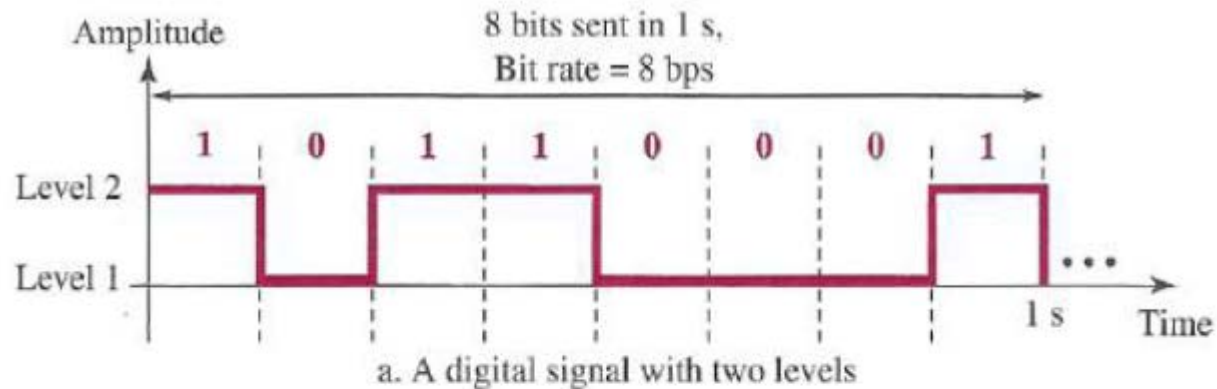 Amplitude
8 bits sent in 1 s,
Bit rate = 8 bps
1 0 1 1 0 0 0 1
Level 2
Level 1
•••
1 s
Time
a. A digital signal with two levels